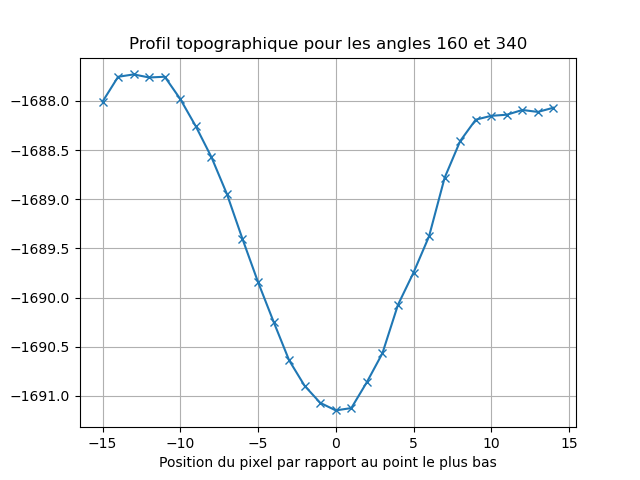 Profil topographique pour les angles 160 et 340
−1688.0
−1688.5
−1689.0
−1689.5
−1690.0
−1690.5
−1691.0
−15 −10 −5 0 5 10 15
Position du pixel par rapport au point le plus bas